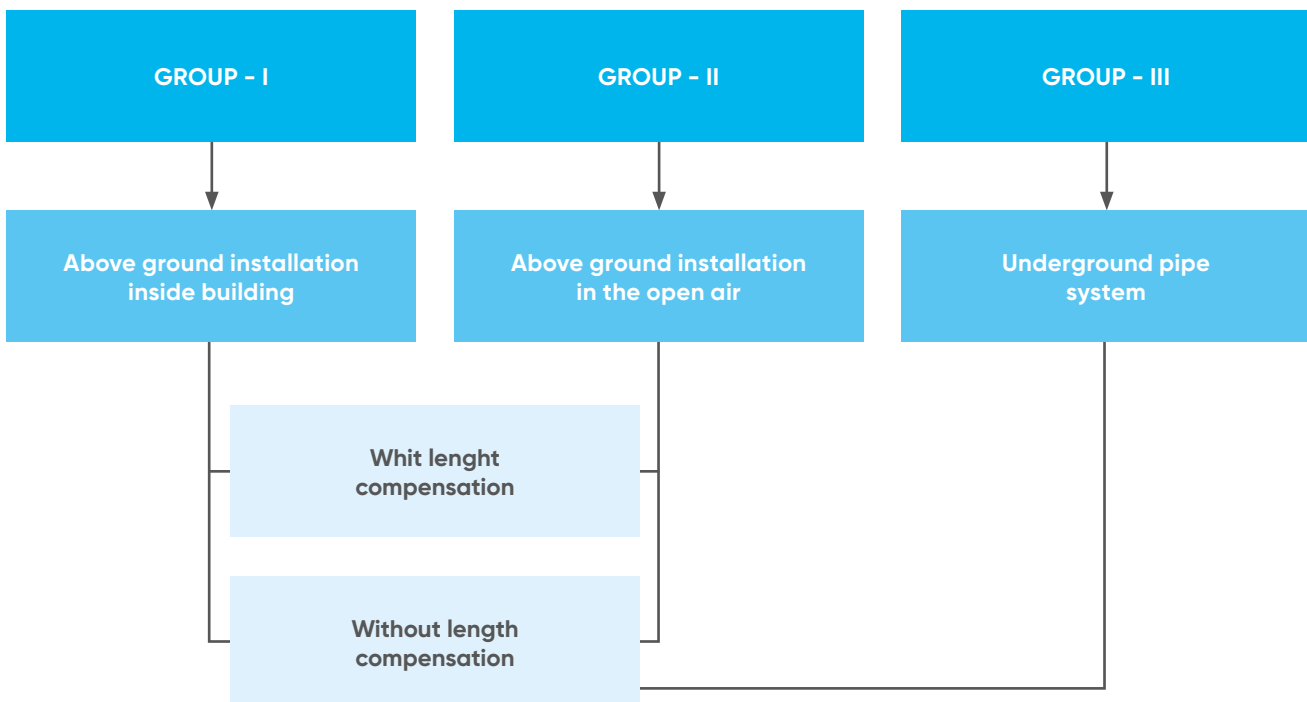 GROUP - I
GROUP - II
GROUP - III
Above ground installation
inside building
Above ground installation
in the open air
Underground pipe
system
Whit lenght
compensation
Without length
compensation